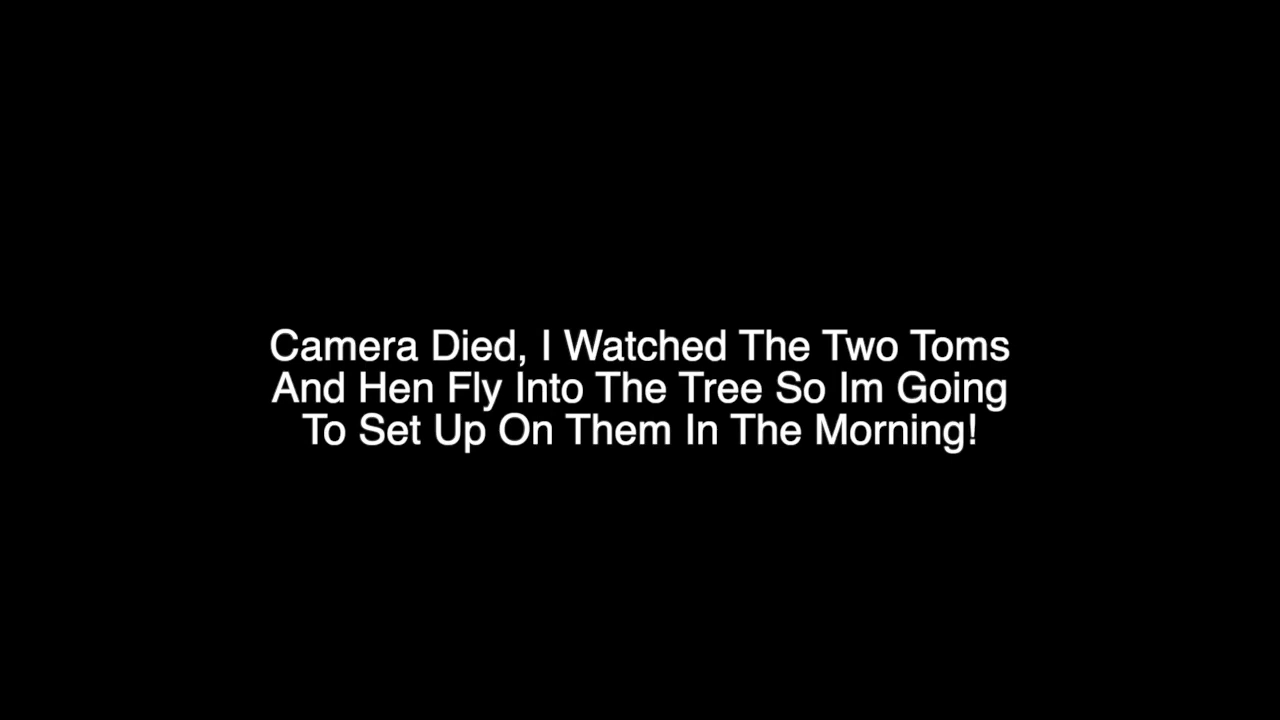 Camera Died, I Watched The Two Toms
And Hen Fly Into The Tree So Im Going
To Set Up On Them In The Morning!